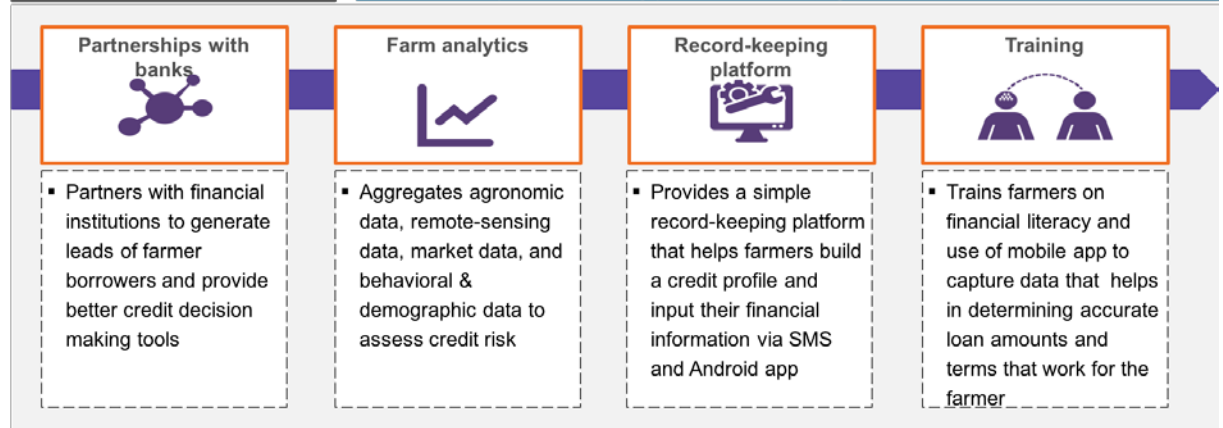 Partnerships with
banks
▪ Partners with financial
institutions to generate
leads of farmer
borrowers and provide
better credit decision
making tools
Farm analytics
▪ Aggregates agronomic
data, remote-sensing
data, market data, and
behavioral &
demographic data to
assess credit risk
Record-keeping
platform
▪ Provides a simple
record-keeping platform
that helps farmers build
a credit profile and
input their financial
information via SMS
and Android app
Training
▪ Trains farmers on
financial literacy and
use of mobile app to
capture data that helps
in determining accurate
loan amounts and
terms that work for the
farmer